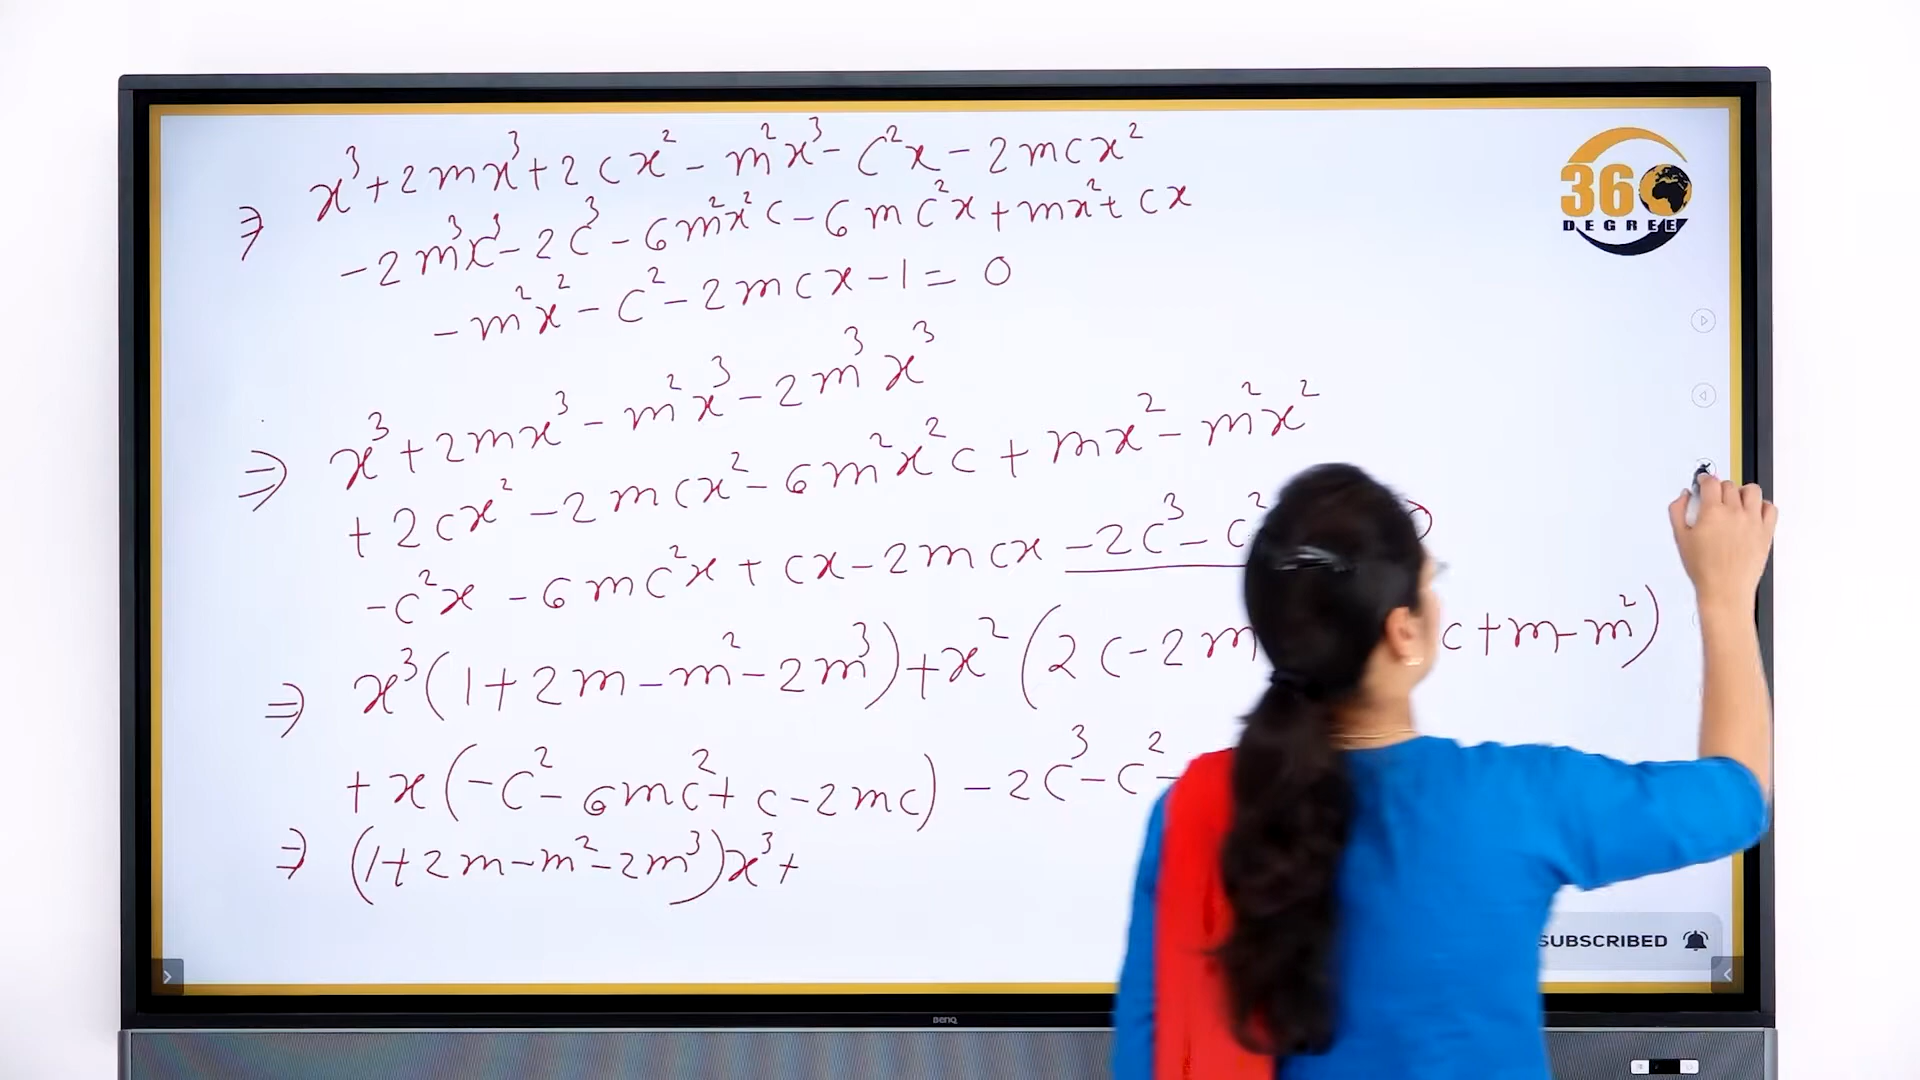 ⇒ x³+2mx³+2cx²-m²x³-c²x-2mcx²
-2m³x³-2c³-6m²x²c-6mc²x+mx²+cx
-m²x²-c²-2mcx-1=0
⇒ x³+2mx³-m²x³-2m³x³
+2cx²-2mcx²-6m²x²c+mx²-m²x²
-c²x-6mc²x+cx-2mcx-2c³-c²
⇒ x³(1+2m-m²-2m³)+x²(2c-2m c+m-m²)
+x(-c²-6mc²+c-2mc)-2c³-c²-
⇒ (1+2m-m²-2m³)x³+
360
DEGREE
SUBSCRIBED
BenQ